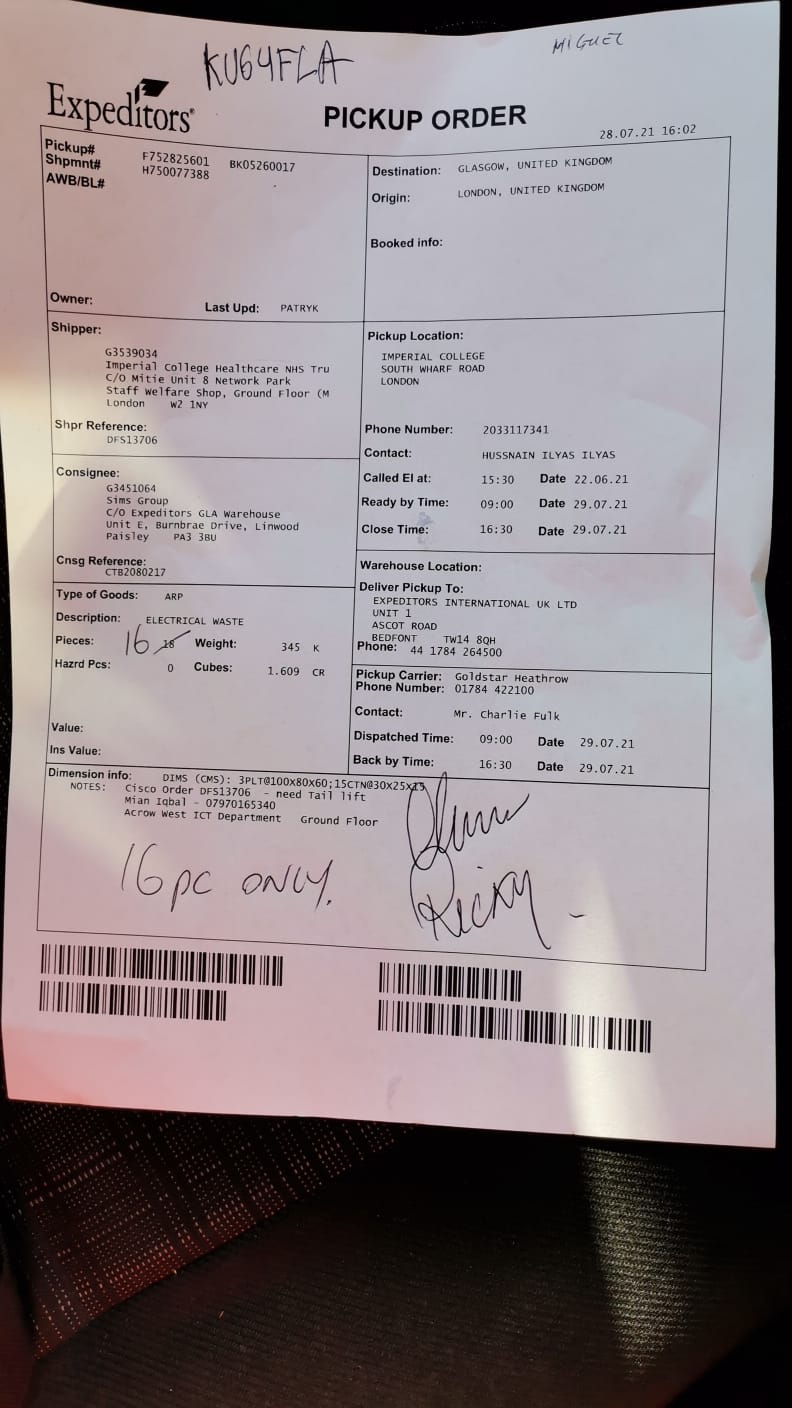 KU64FLA
MIGUEL
Expeditors
PICKUP ORDER
28.07.21 16:02
Pickup# F752825601 BK05260017
Shpmnt# H750077388
AWB/BL#
Owner:
Last Upd: PATRYK
Destination: GLASGOW, UNITED KINGDOM
Origin: LONDON, UNITED KINGDOM
Booked info:
Shipper:
G3539034
Imperial College Healthcare NHS Tru
C/O Mitie Unit 8 Network Park
Staff Welfare Shop, Ground Floor (M
London W2 1NY
Shpr Reference:
DFS13706
Pickup Location:
IMPERIAL COLLEGE
SOUTH WHARF ROAD
LONDON
Phone Number: 2033117341
Contact: HUSSNAIN ILYAS ILYAS
Called EI at: 15:30 Date 22.06.21
Ready by Time: 09:00 Date 29.07.21
Close Time: 16:30 Date 29.07.21
Consignee:
G3451064
Sims Group
C/O Expeditors GLA Warehouse
Unit E, Burnbrae Drive, Linwood
Paisley PA3 3BU
Cnsg Reference:
CTB2080217
Warehouse Location:
Deliver Pickup To:
EXPEDITORS INTERNATIONAL UK LTD
UNIT 1
ASCOT ROAD
BEDFONT TW14 8QH
Phone: 44 1784 264500
Type of Goods: ARP
Description: ELECTRICAL WASTE
Pieces: 16 18 Weight: 345 K
Hazrd Pcs: 0 Cubes: 1.609 CR
Value:
Ins Value:
Pickup Carrier: Goldstar Heathrow
Phone Number: 01784 422100
Contact: Mr. Charlie Fulk
Dispatched Time: 09:00 Date 29.07.21
Back by Time: 16:30 Date 29.07.21
Dimension info: DIMS (CMS): 3PLT@100x80x60;15CTN@30x25x15
NOTES: Cisco Order DFS13706 - need Tail lift
Mian Iqbal - 07970165340
Acrow West ICT Department Ground Floor
16 PC ONLY.
Ricky